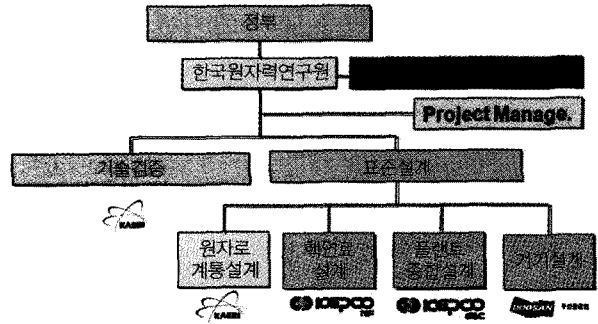 정부
한국원자력연구원
Project Manage.
기술검증
표준설계
KAERI
원자로
계통설계
핵연료
설계
플랜트
종합설계
기기설계
KAERI
KEPCO
NF
KEPCO
E&C
DOOSAN